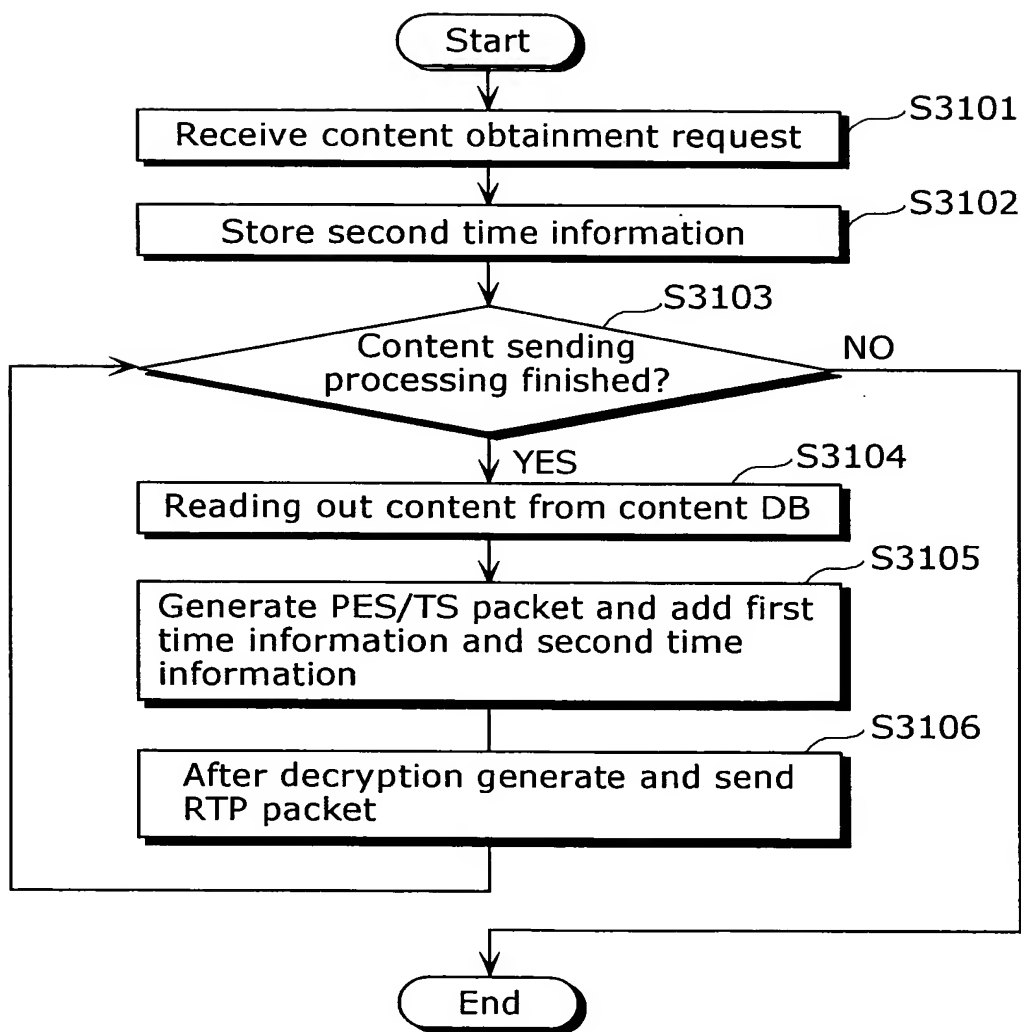 Start
S3101
Receive content obtainment request
S3102
Store second time information
S3103
Content sending
processing finished?
NO
YES
S3104
Reading out content from content DB
S3105
Generate PES/TS packet and add first
time information and second time
information
S3106
After decryption generate and send
RTP packet
End